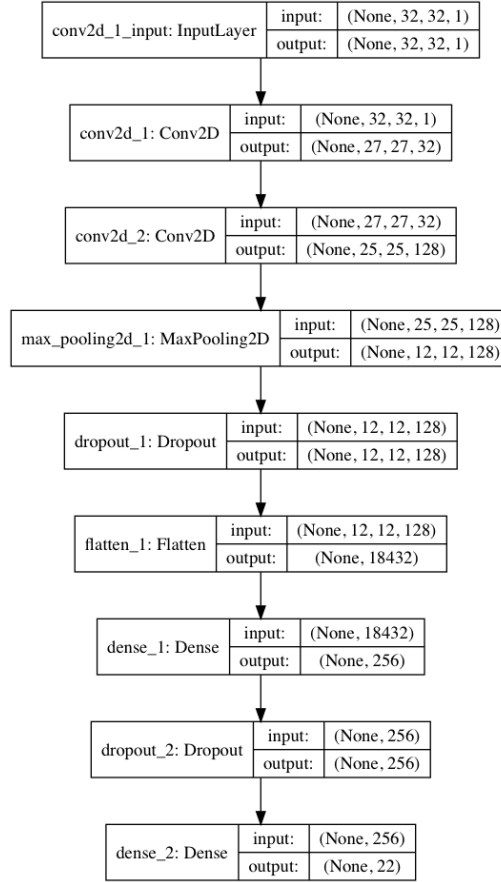 conv2d_1_input: InputLayer
input: (None, 32, 32, 1)
output: (None, 32, 32, 1)
conv2d_1: Conv2D
input: (None, 32, 32, 1)
output: (None, 27, 27, 32)
conv2d_2: Conv2D
input: (None, 27, 27, 32)
output: (None, 25, 25, 128)
max_pooling2d_1: MaxPooling2D
input: (None, 25, 25, 128)
output: (None, 12, 12, 128)
dropout_1: Dropout
input: (None, 12, 12, 128)
output: (None, 12, 12, 128)
flatten_1: Flatten
input: (None, 12, 12, 128)
output: (None, 18432)
dense_1: Dense
input: (None, 18432)
output: (None, 256)
dropout_2: Dropout
input: (None, 256)
output: (None, 256)
dense_2: Dense
input: (None, 256)
output: (None, 22)